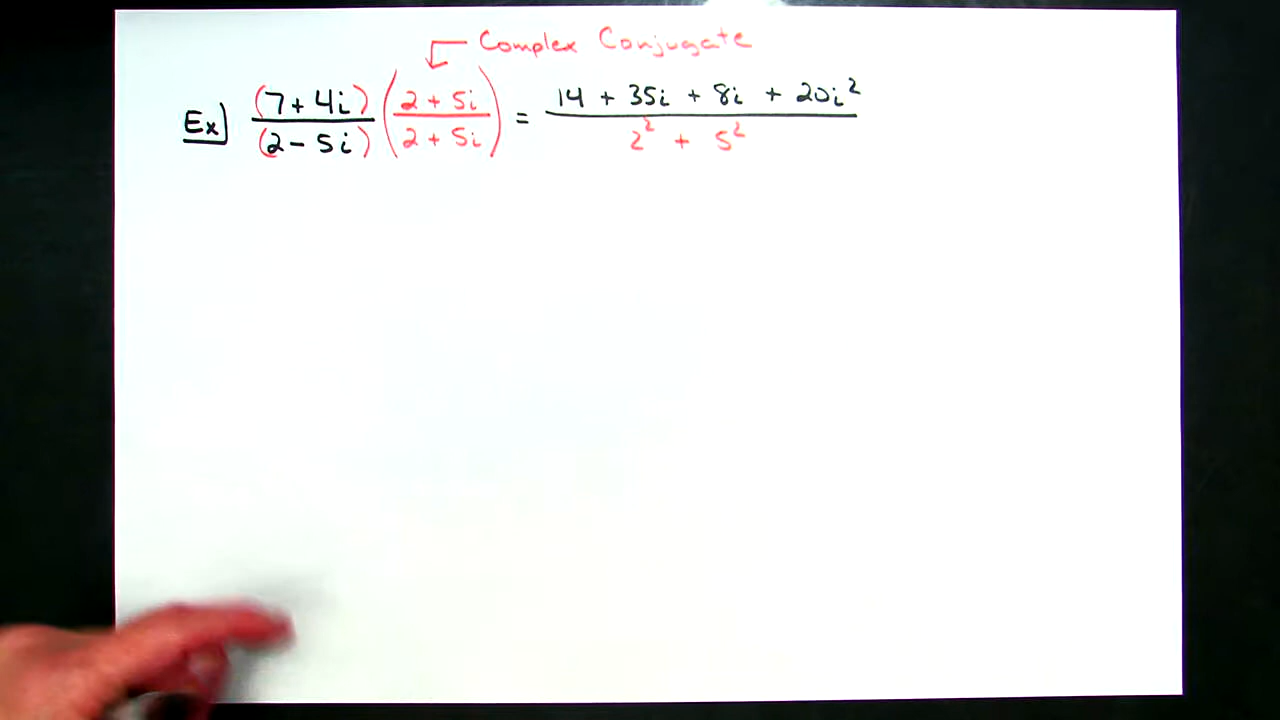 Complex Conjugate
Ex) (7+4i)/(2-5i) ((2+5i)/(2+5i)) = (14 + 35i + 8i + 20i²)/(2² + 5²)